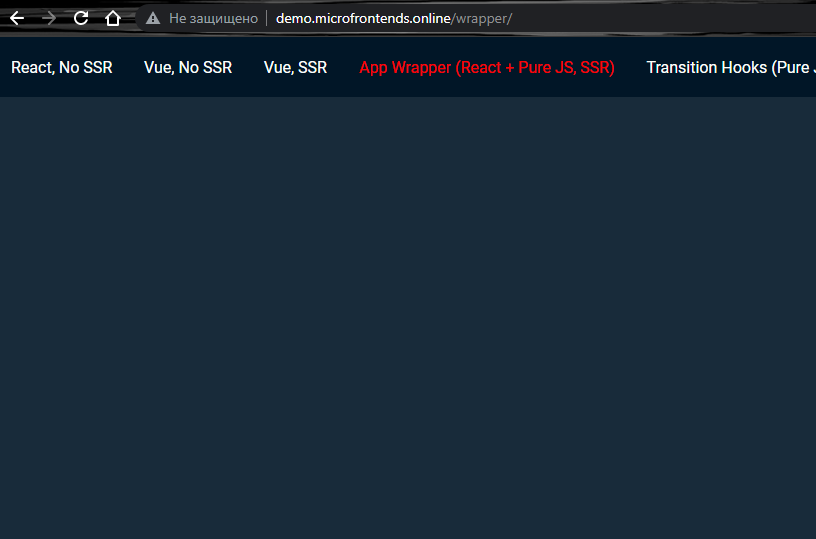 Не защищено demo.microfrontends.online/wrapper/
React, No SSR Vue, No SSR Vue, SSR App Wrapper (React + Pure JS, SSR) Transition Hooks (Pure J